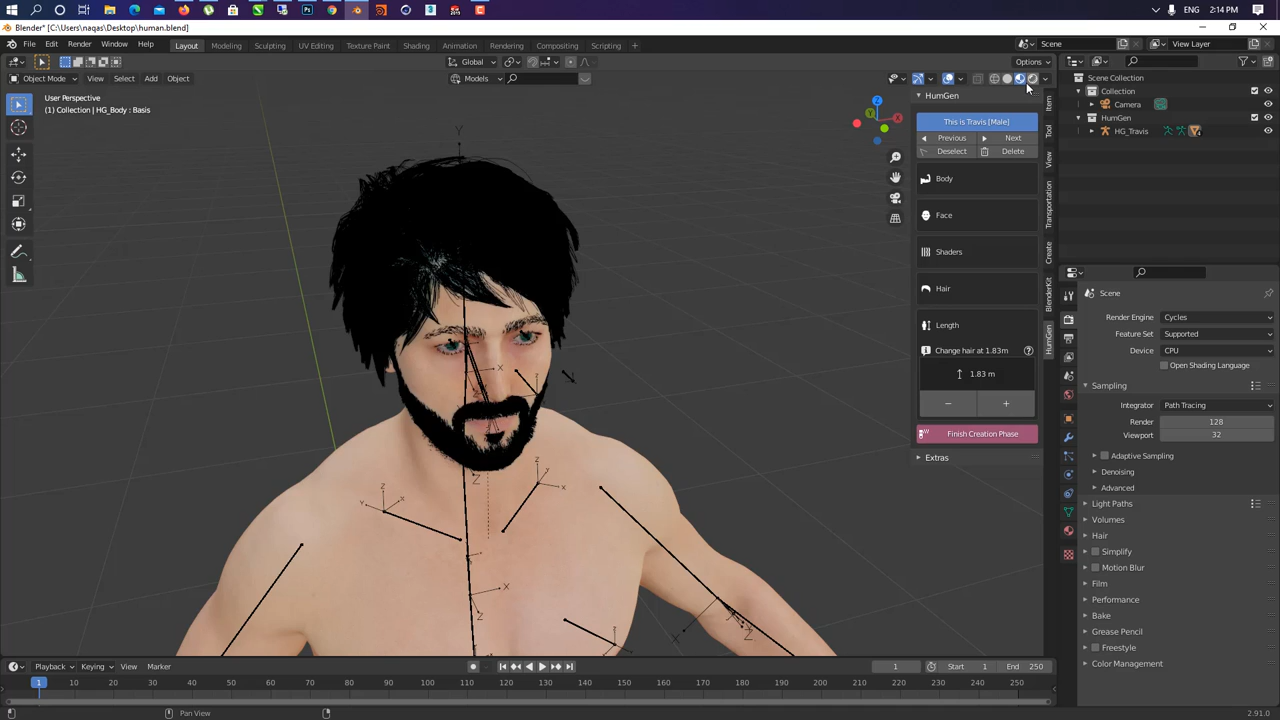 ENG 2:14 PM
Blender* [C:\Users\naqas\Desktop\human.blend]
File Edit Render Window Help Layout Modeling Sculpting UV Editing Texture Paint Shading Animation Rendering Compositing Scripting + Scene View Layer
Global Options
Object Mode View Select Add Object Models
User Perspective
(1) Collection | HG_Body : Basis
HumGen
This is Travis [Male]
Previous Next
Deselect Delete
Body
Face
Shaders
Hair
Length
Change hair at 1.83m
1.83 m
Finish Creation Phase
Extras
Item
Tool
View
Transportation
Create
BlenderKit
HumGen
Scene Collection
Collection
Camera
HumGen
HG_Travis
Scene
Render Engine Cycles
Feature Set Supported
Device CPU
Open Shading Language
Sampling
Integrator Path Tracing
Render 128
Viewport 32
Adaptive Sampling
Denoising
Advanced
Light Paths
Volumes
Hair
Simplify
Motion Blur
Film
Performance
Bake
Grease Pencil
Freestyle
Color Management
Playback Keying View Marker 1 Start 1 End 250
1 10 20 30 40 50 60 70 80 90 100 110 120 130 140 150 160 170 180 190 200 210 220 230 240 250
Pan View 2.91.0